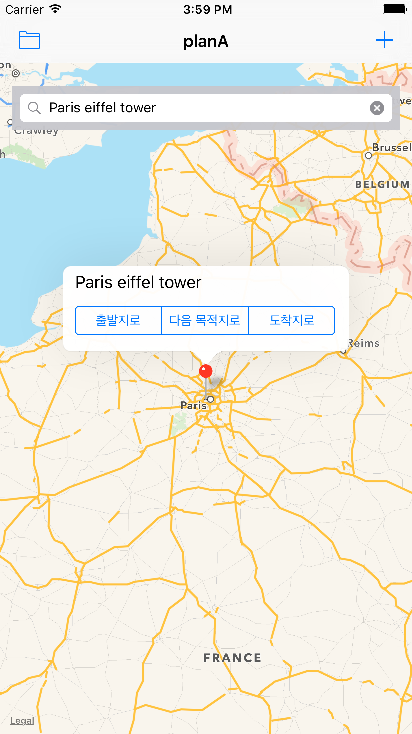 Carrier 3:59 PM
planA
Paris eiffel tower
Crawley
Brussel
BELGIUM
Paris eiffel tower
출발지로 다음 목적지로 도착지로
Reims
Paris
FRANCE
Legal